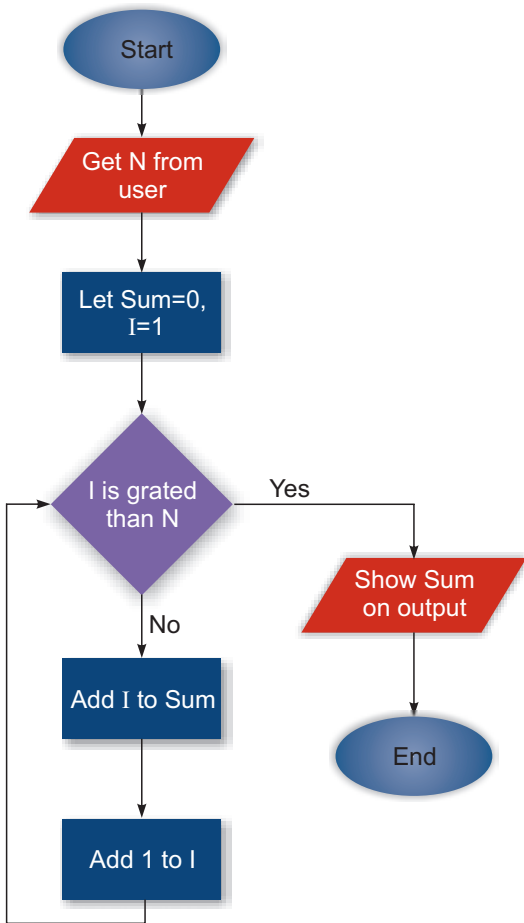 Start
Get N from
user
Let Sum=0,
I=1
I is grated
than N
Yes
No
Show Sum
on output
Add I to Sum
End
Add 1 to I